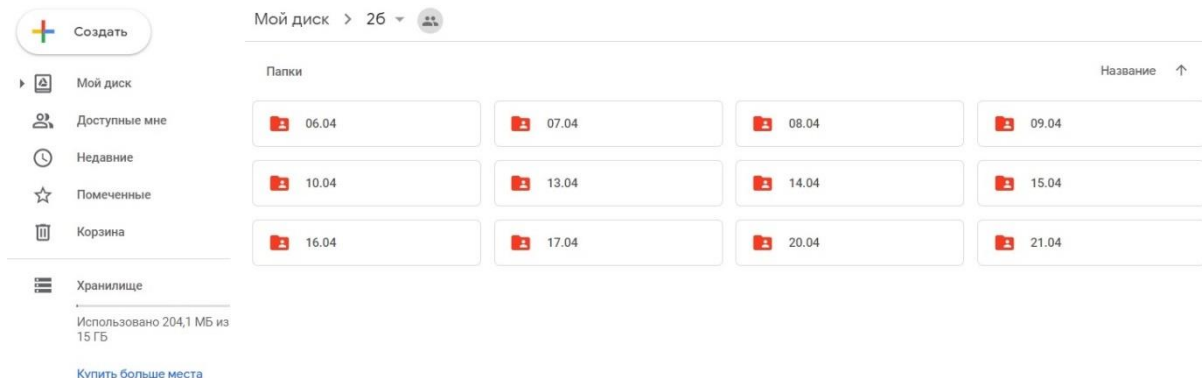 Создать
Мой диск
Доступные мне
Недавние
Помеченные
Корзина
Хранилище
Использовано 204,1 МБ из
15 ГБ
Купить больше места
Мой диск > 2б
Папки
Название ↑
06.04
07.04
08.04
09.04
10.04
13.04
14.04
15.04
16.04
17.04
20.04
21.04